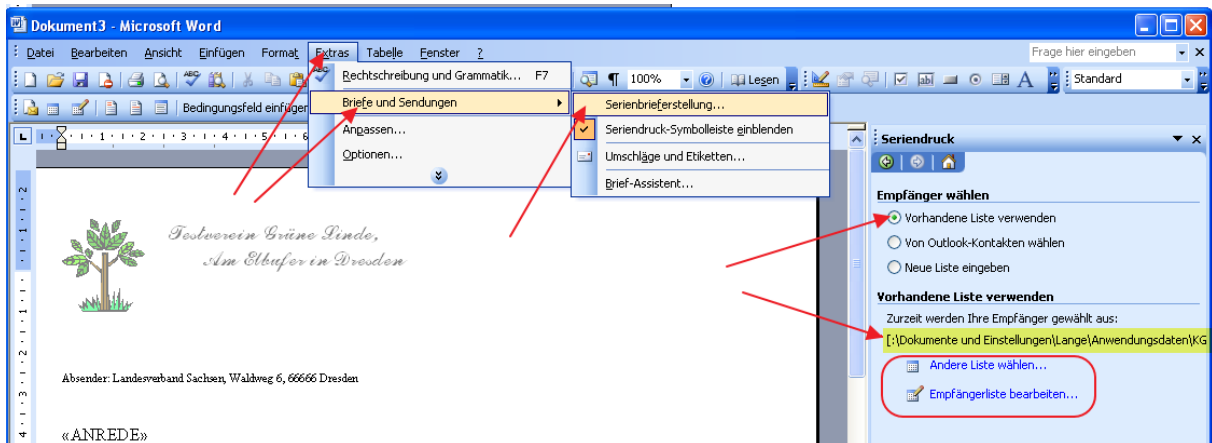 Dokument3 - Microsoft Word
Datei Bearbeiten Ansicht Einfügen Format Extras Tabelle Fenster ? Frage hier eingeben
100% Lesen Standard
Bedingungsfeld einfügen
Rechtschreibung und Grammatik... F7
Briefe und Sendungen
Anpassen...
Optionen...
Serienbrieferstellung...
Seriendruck-Symbolleiste einblenden
Umschläge und Etiketten...
Brief-Assistent...
Testverein Grüne Linde,
Am Elbufer in Dresden
Absender: Landesverband Sachsen, Waldweg 6, 66666 Dresden
«ANREDE»
Seriendruck
Empfänger wählen
Vorhandene Liste verwenden
Von Outlook-Kontakten wählen
Neue Liste eingeben
Vorhandene Liste verwenden
Zurzeit werden Ihre Empfänger gewählt aus:
[:\Dokumente und Einstellungen\Lange\Anwendungsdaten\KG
Andere Liste wählen...
Empfängerliste bearbeiten...